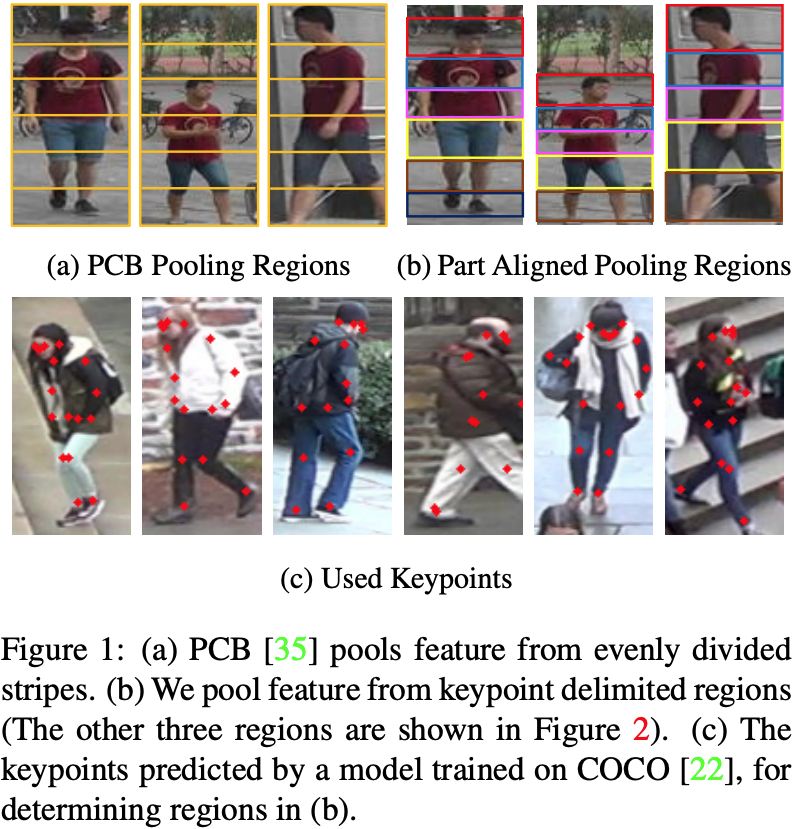 (a) PCB Pooling Regions
(b) Part Aligned Pooling Regions
(c) Used Keypoints
Figure 1: (a) PCB [35] pools feature from evenly divided
stripes. (b) We pool feature from keypoint delimited regions
(The other three regions are shown in Figure 2). (c) The
keypoints predicted by a model trained on COCO [22], for
determining regions in (b).